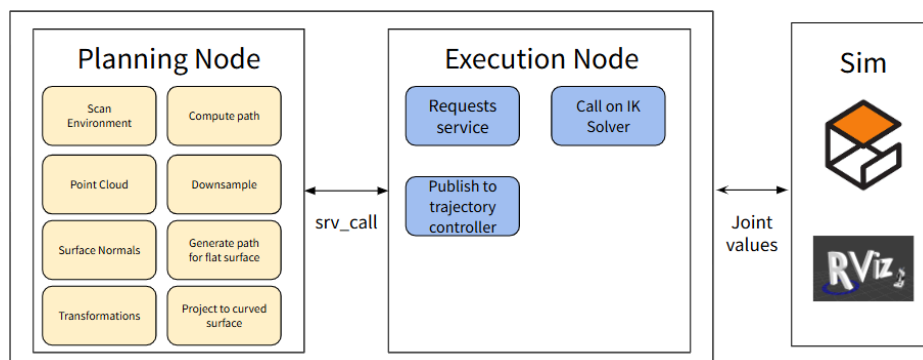 Planning Node
Scan
Environment
Compute path
Point Cloud
Downsample
Surface Normals
Generate path
for flat surface
Transformations
Project to curved
surface
srv_call
Execution Node
Requests
service
Call on IK
Solver
Publish to
trajectory
controller
Joint
values
Sim
RViz